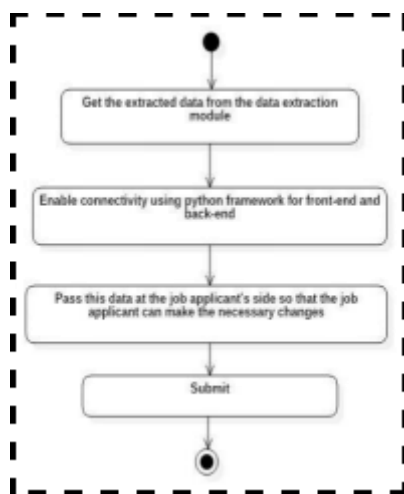 Get the extracted data from the data extraction
module
Enable connectivity using python framework for front-end and
back-end
Pass this data at the job applicant's side so that the job
applicant can make the necessary changes
Submit